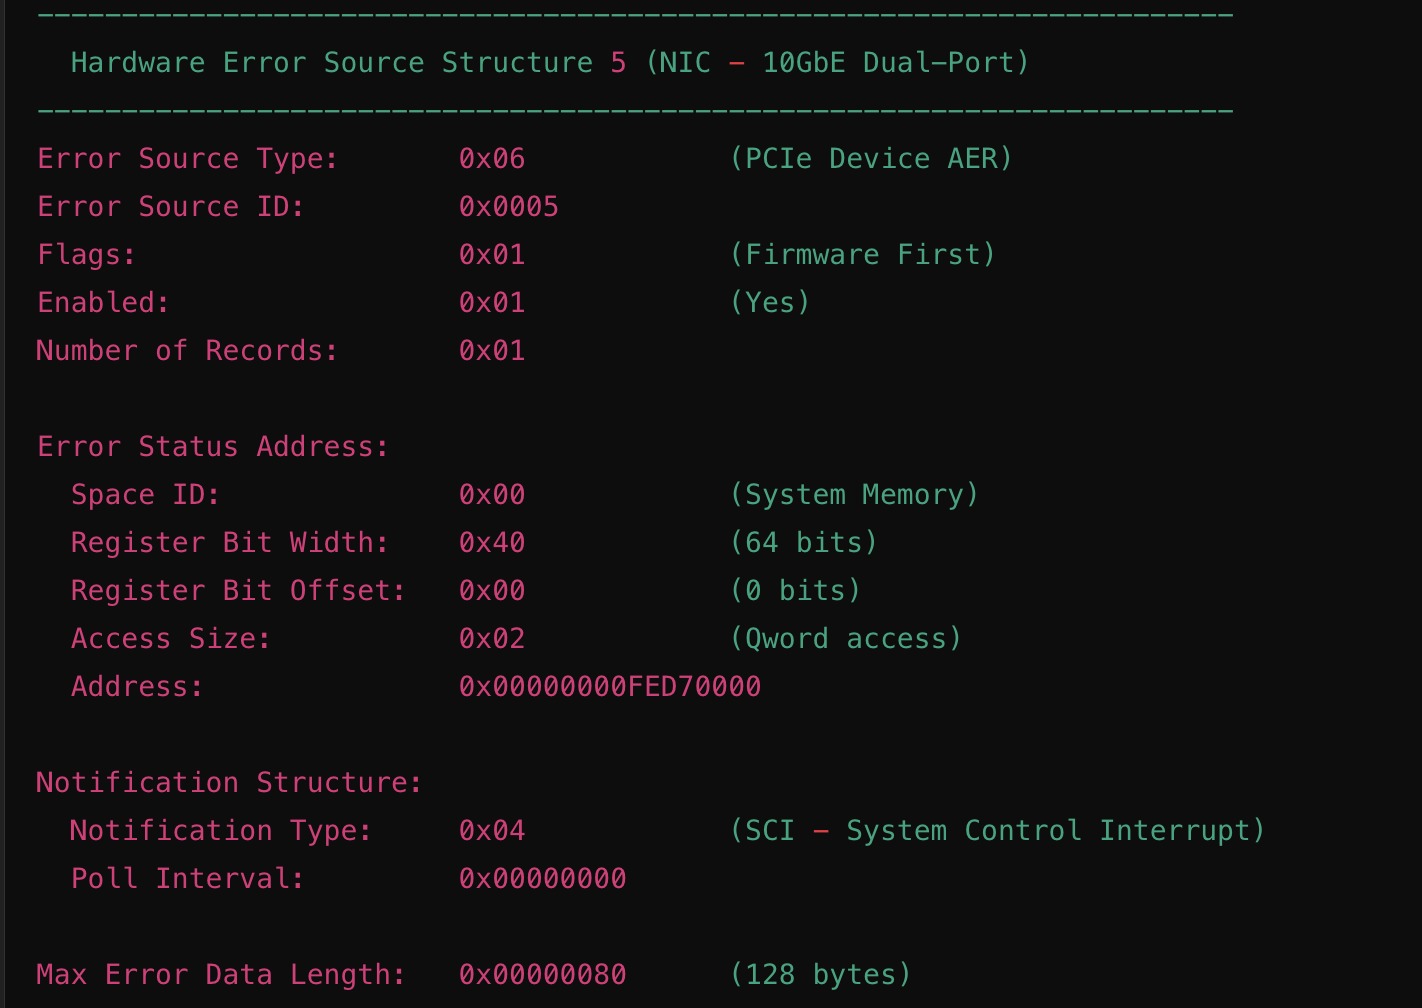 Hardware Error Source Structure 5 (NIC - 10GbE Dual-Port)
Error Source Type: 0x06 (PCIe Device AER)
Error Source ID: 0x0005
Flags: 0x01 (Firmware First)
Enabled: 0x01 (Yes)
Number of Records: 0x01
Error Status Address:
Space ID: 0x00 (System Memory)
Register Bit Width: 0x40 (64 bits)
Register Bit Offset: 0x00 (0 bits)
Access Size: 0x02 (Qword access)
Address: 0x00000000FED70000
Notification Structure:
Notification Type: 0x04 (SCI - System Control Interrupt)
Poll Interval: 0x00000000
Max Error Data Length: 0x00000080 (128 bytes)